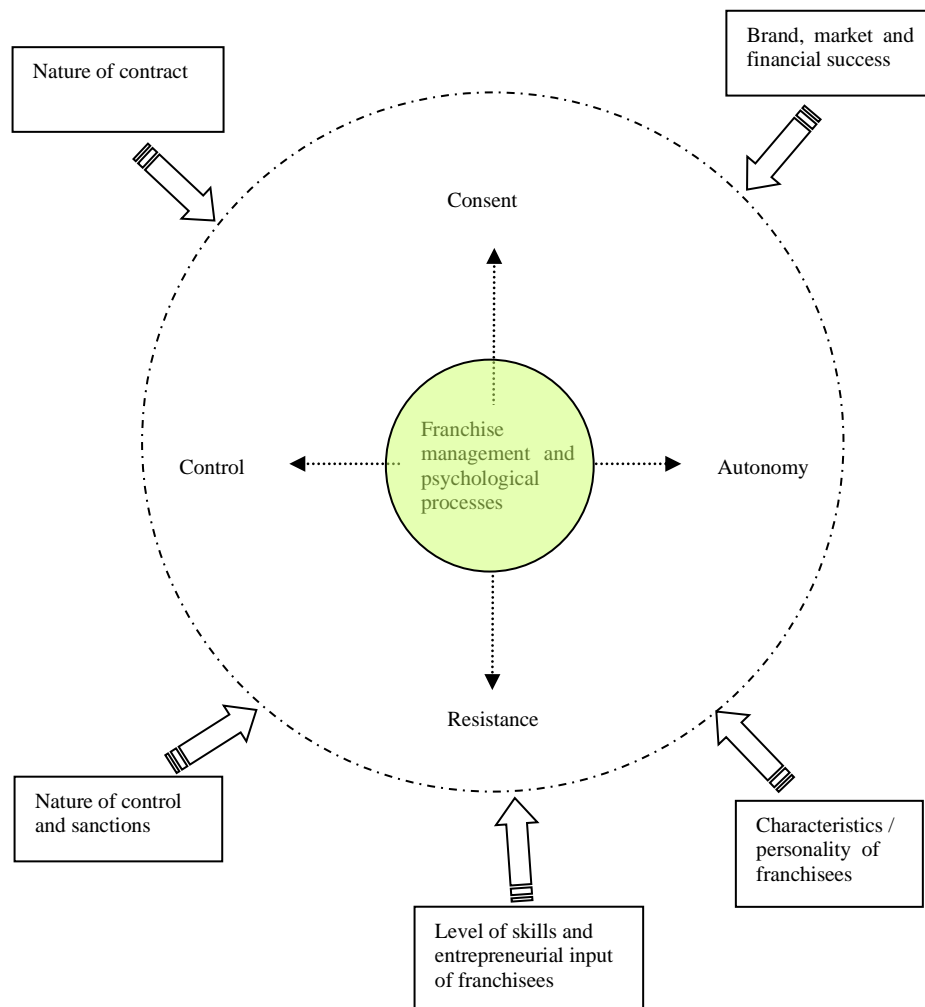 Nature of contract
Brand, market and
financial success
Consent
Franchise
management and
psychological
processes
Control
Autonomy
Resistance
Nature of control
and sanctions
Characteristics /
personality of
franchisees
Level of skills and
entrepreneurial input
of franchisees